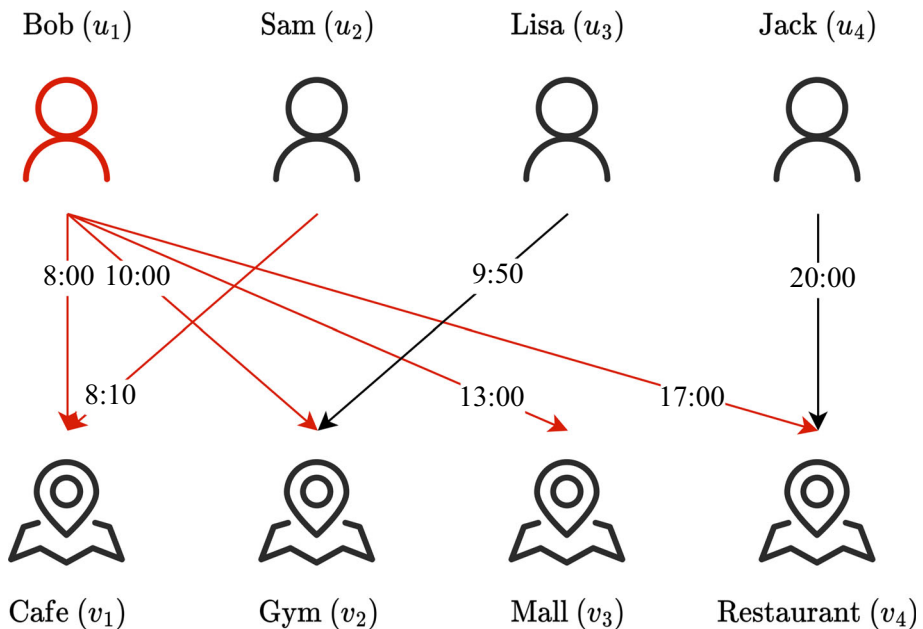 Bob (u₁)
Sam (u₂)
Lisa (u₃)
Jack (u₄)
8:00
10:00
9:50
20:00
8:10
13:00
17:00
Cafe (v₁)
Gym (v₂)
Mall (v₃)
Restaurant (v₄)